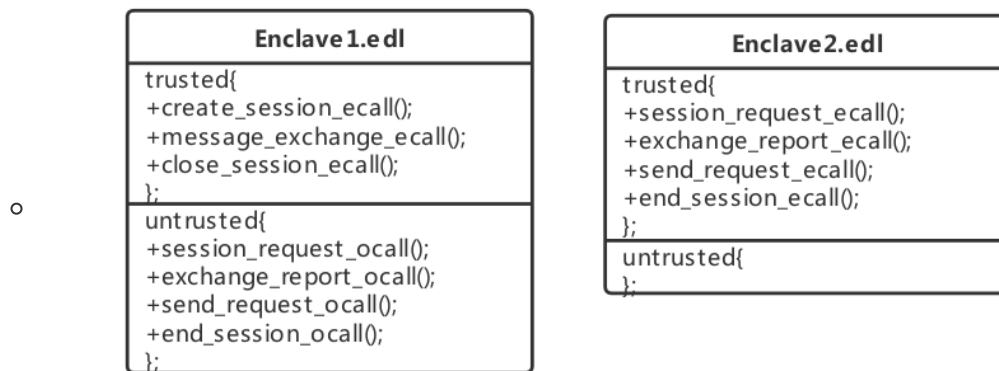 Enclave1.edl
trusted{
+create_session_ecall();
+message_exchange_ecall();
+close_session_ecall();
};
untrusted{
+session_request_ocall();
+exchange_report_ocall();
+send_request_ocall();
+end_session_ocall();
};
Enclave2.edl
trusted{
+session_request_ecall();
+exchange_report_ecall();
+send_request_ecall();
+end_session_ecall();
};
untrusted{
};